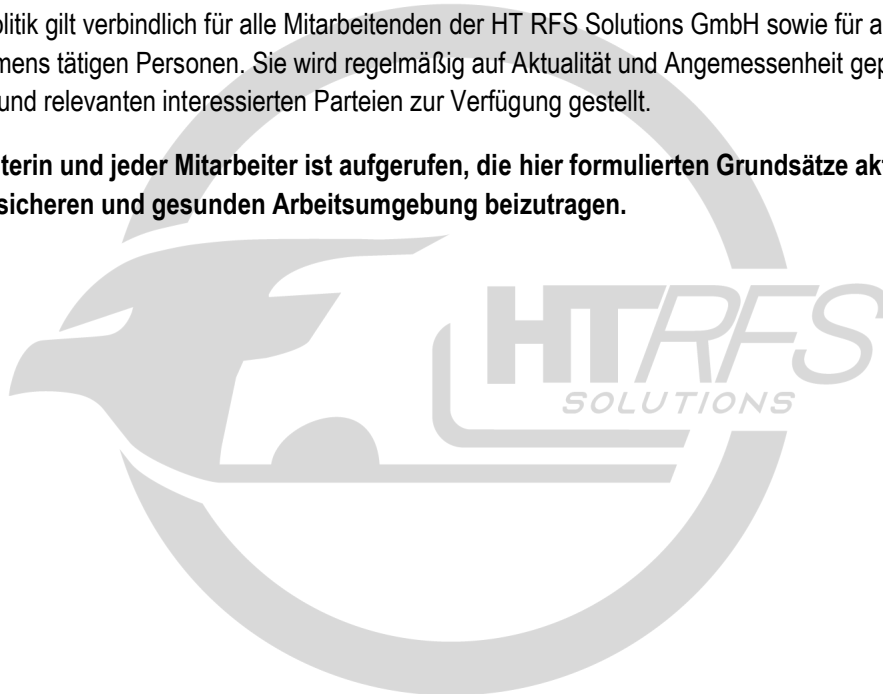 olitik gilt verbindlich für alle Mitarbeitenden der HT RFS Solutions GmbH sowie für a
mens tätigen Personen. Sie wird regelmäßig auf Aktualität und Angemessenheit gep
und relevanten interessierten Parteien zur Verfügung gestellt.
terin und jeder Mitarbeiter ist aufgerufen, die hier formulierten Grundsätze ak
sicheren und gesunden Arbeitsumgebung beizutragen.
HTRFS
SOLUTIONS